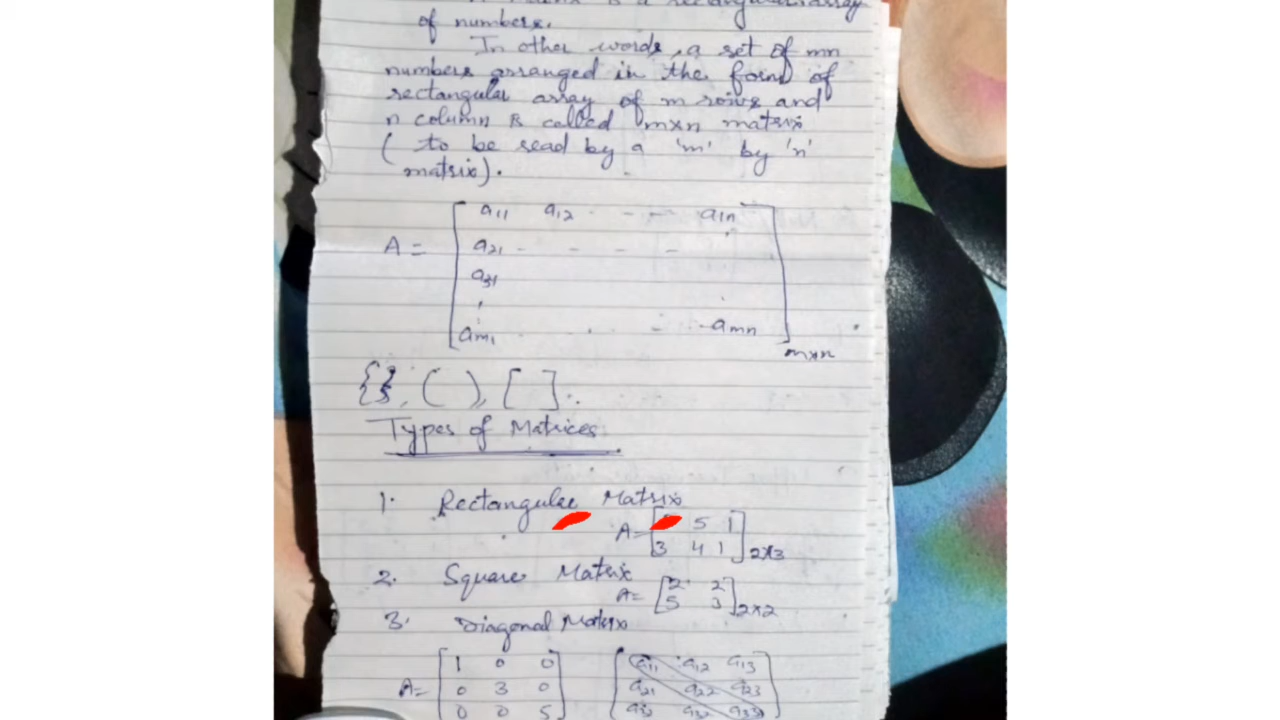 matrix is a rectangular array
of numbers.
In other words, a set of mn
numbers arranged in the form of
rectangular array of m rows and
n column is called mxn matrix
( to be read by a 'm' by 'n'
matrix).
A = [ a11 a12 - - - a1n
a21 - - - -
a31
am1 - - - amn ] mxn
{ }, ( ), [ ].
Types of Matrices
1. Rectangular Matrix
A = [ 5 1
3 4 1 ] 2x3
2. Square Matrix
A = [ 2 2
5 3 ] 2x2
3. Diagonal Matrix
A = [ 1 0 0 [ a11 a12 a13
0 3 0 a21 a22 a23
0 0 5 a32 a33